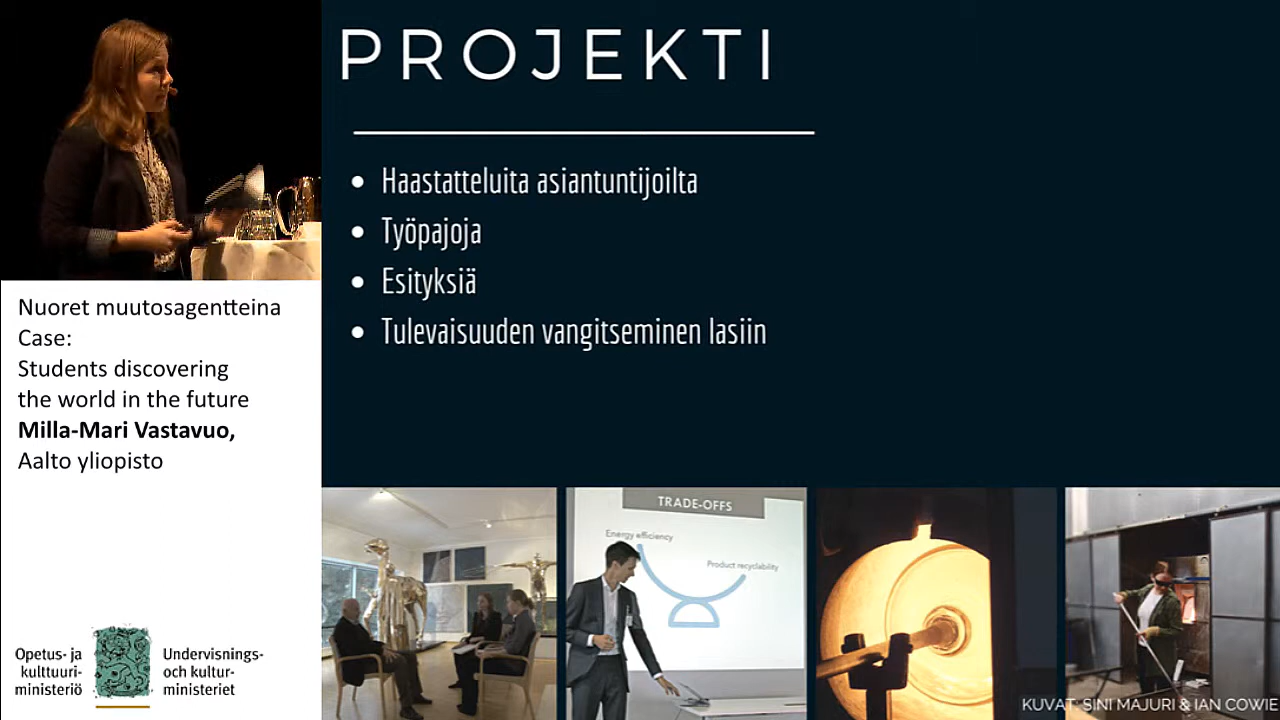 PROJEKTI
• Haastatteluita asiantuntijoilta
• Työpajoja
• Esityksiä
• Tulevaisuuden vangitseminen lasiin
Nuoret muutosagentteina
Case:
Students discovering
the world in the future
Milla-Mari Vastavuo,
Aalto yliopisto
TRADE-OFFS
Energy efficiency
Product recyclability
Opetus- ja
kulttuuri-
ministeriö
Undervisnings-
och kultur-
ministeriet
KUVAT: SINI MAJURI & IAN COWIE